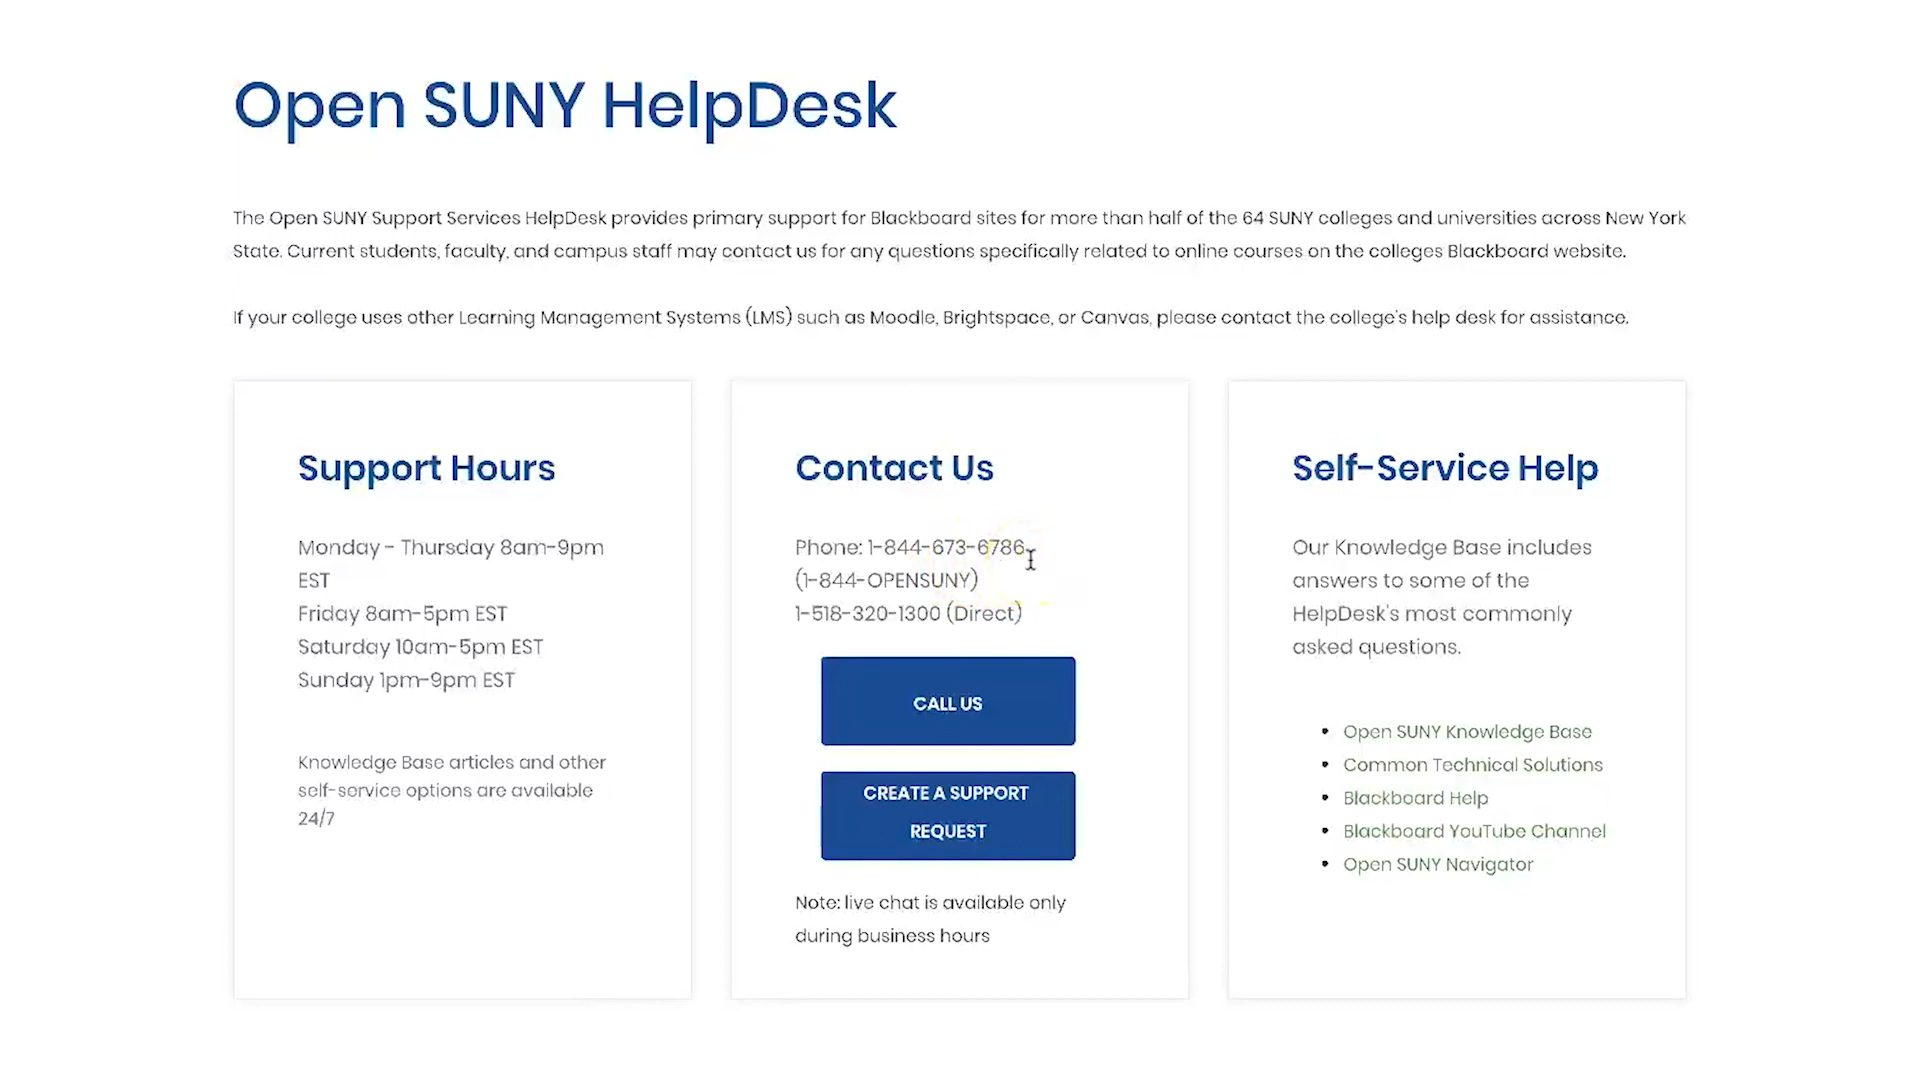 Open SUNY HelpDesk
The Open SUNY Support Services HelpDesk provides primary support for Blackboard sites for more than half of the 64 SUNY colleges and universities across New York
State. Current students, faculty, and campus staff may contact us for any questions specifically related to online courses on the colleges Blackboard website.
If your college uses other Learning Management Systems (LMS) such as Moodle, Brightspace, or Canvas, please contact the college's help desk for assistance.
Support Hours
Monday - Thursday 8am-9pm
EST
Friday 8am-5pm EST
Saturday 10am-5pm EST
Sunday 1pm-9pm EST
Knowledge Base articles and other
self-service options are available
24/7
Contact Us
Phone: 1-844-673-6786
(1-844-OPENSUNY)
1-518-320-1300 (Direct)
CALL US
CREATE A SUPPORT
REQUEST
Note: live chat is available only
during business hours
Self-Service Help
Our Knowledge Base includes
answers to some of the
HelpDesk's most commonly
asked questions.
• Open SUNY Knowledge Base
• Common Technical Solutions
• Blackboard Help
• Blackboard YouTube Channel
• Open SUNY Navigator